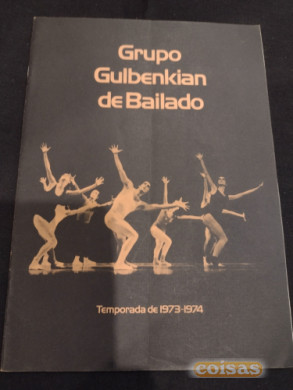 Grupo
Gulbenkian
de Bailado
Temporada de 1973-1974
coisas